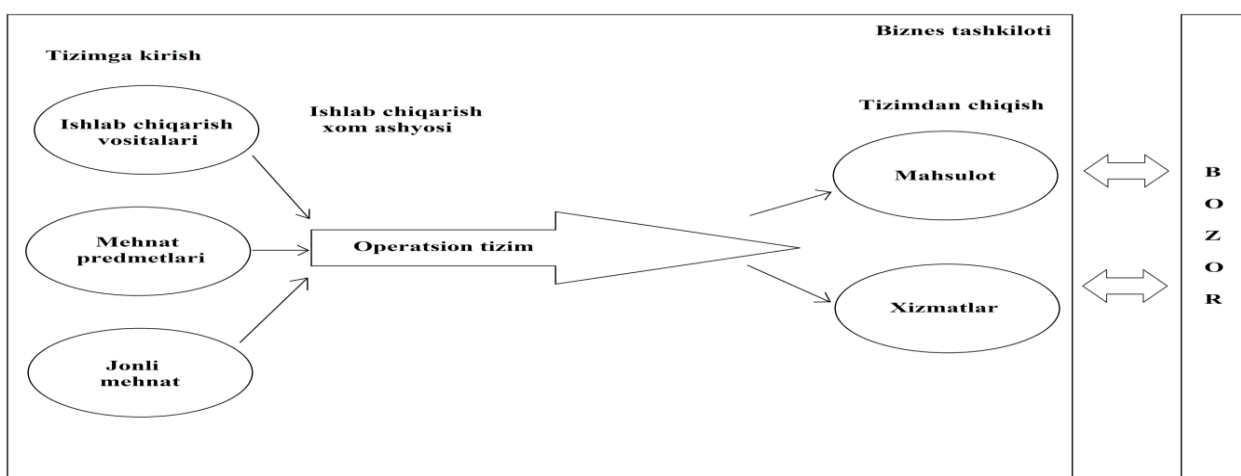 Biznes tashkiloti
Tizimga kirish
Ishlab chiqarish
vositalari
Ishlab chiqarish
xom ashyosi
Mehnat
predmetlari
Jonli
mehnat
Operatsion tizim
Tizimdan chiqish
Mahsulot
Xizmatlar
B
O
Z
O
R